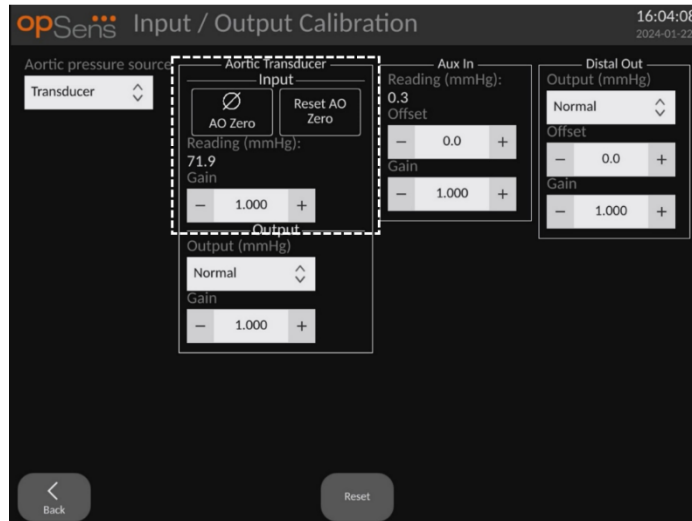 opSens Input / Output Calibration
16:04:08
2024-01-22
Aortic pressure source
Transducer
Aortic Transducer
Input
AO Zero
Reset AO
Zero
Reading (mmHg):
71.9
Gain
− 1.000 +
Output
Output (mmHg)
Normal
Gain
− 1.000 +
Aux In
Reading (mmHg):
0.3
Offset
− 0.0 +
Gain
− 1.000 +
Distal Out
Output (mmHg)
Normal
Offset
− 0.0 +
Gain
− 1.000 +
Back
Reset